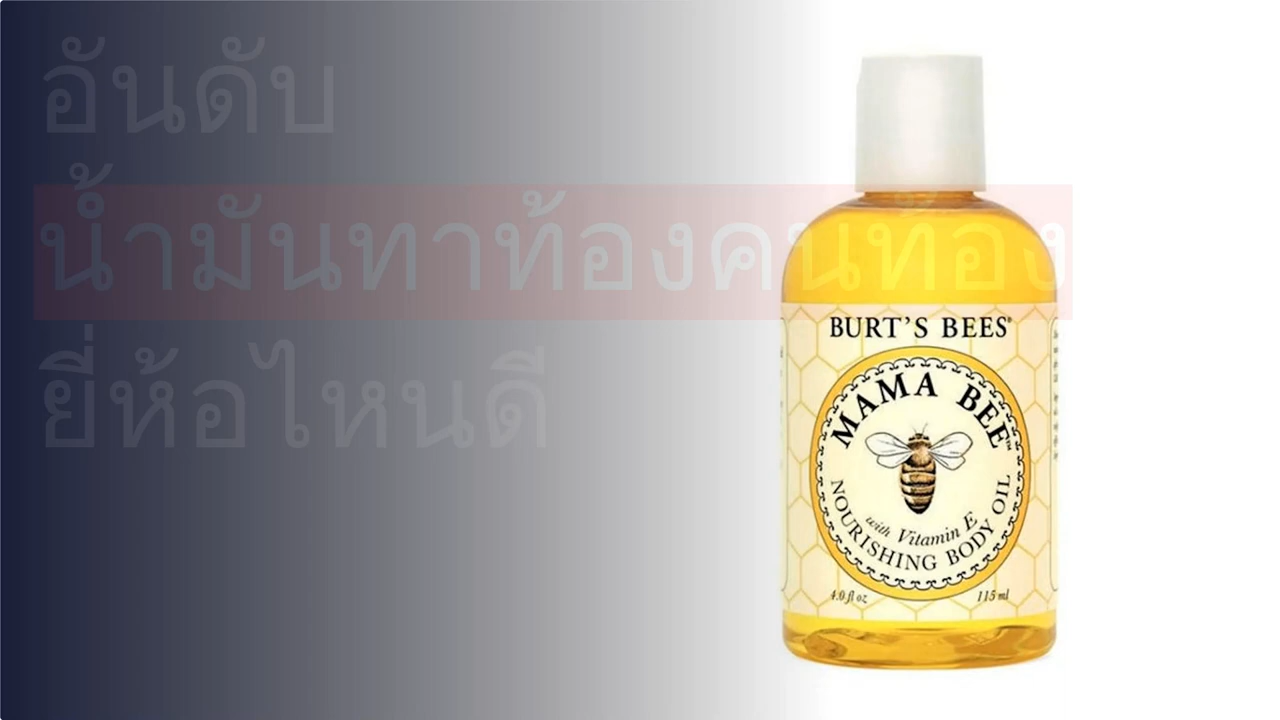 อันดับ
น้ำมันทาท้องคนท้อง
ยี่ห้อไหนดี
BURT'S BEES®
MAMA BEE™
with Vitamin E
NOURISHING BODY OIL
4.0 fl oz 115 ml